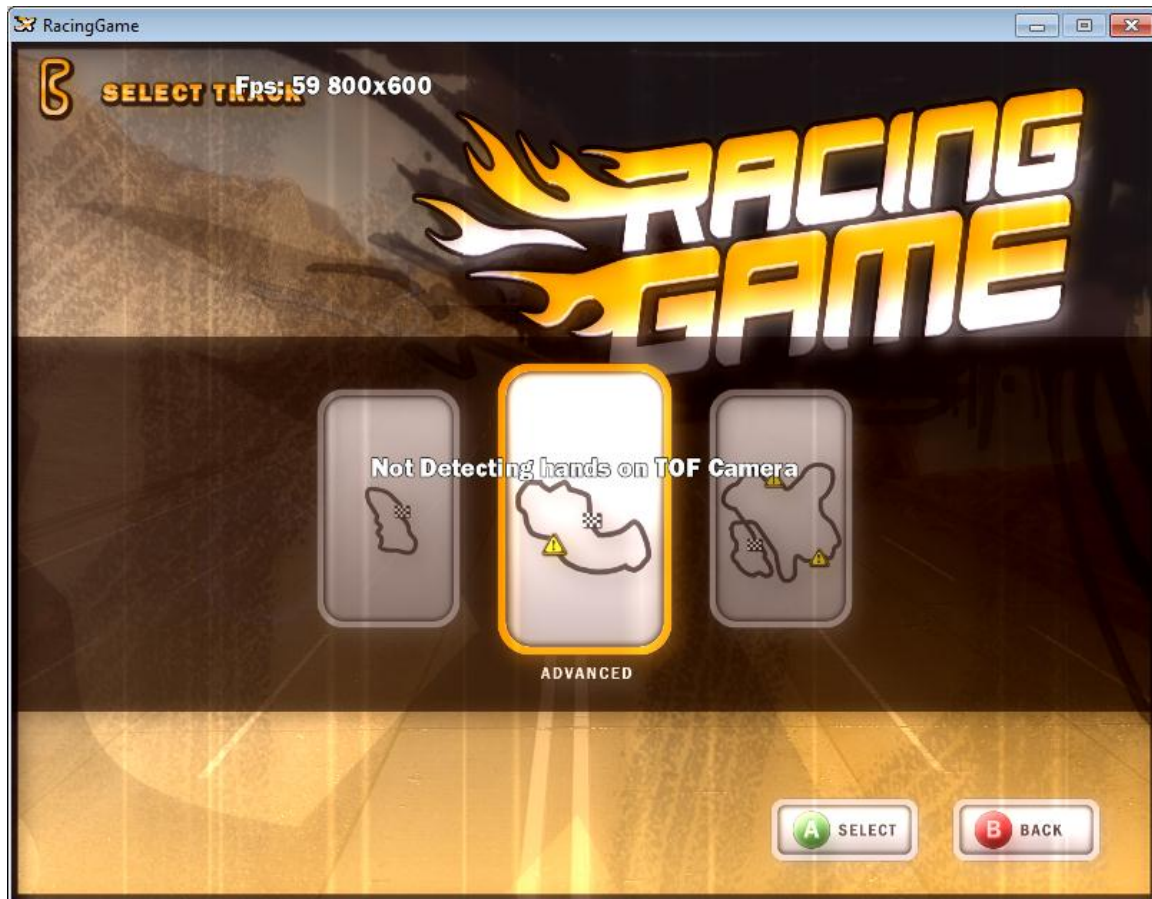 RacingGame
SELECT TRACK
Fps: 59 800x600
RACING
GAME
Not Detecting hands on TOF Camera
ADVANCED
A SELECT
B BACK